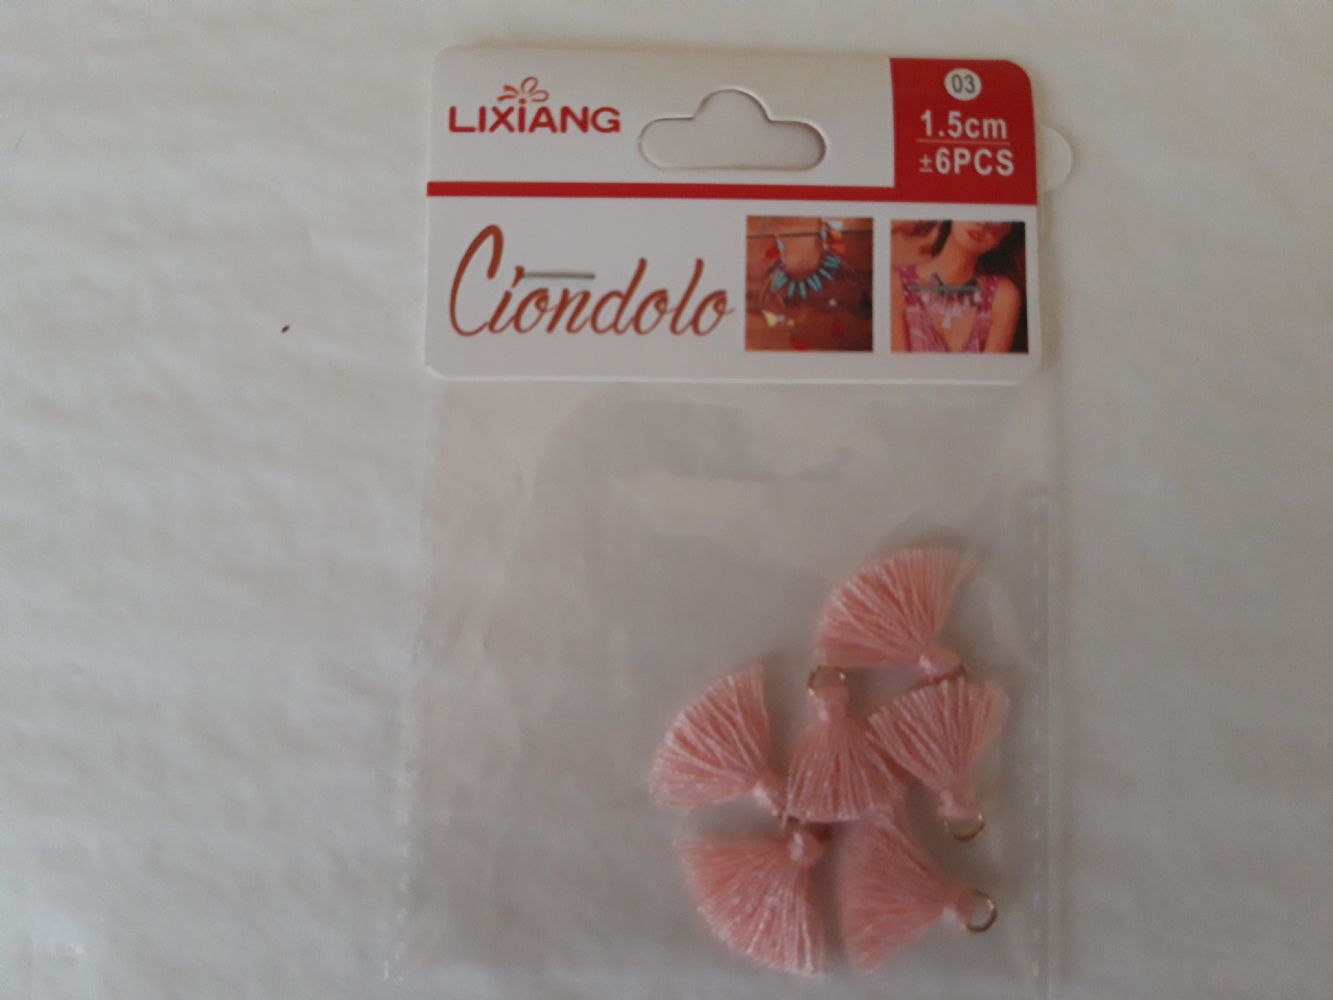 LIXIANG
03
1.5cm
±6PCS
Ciondolo